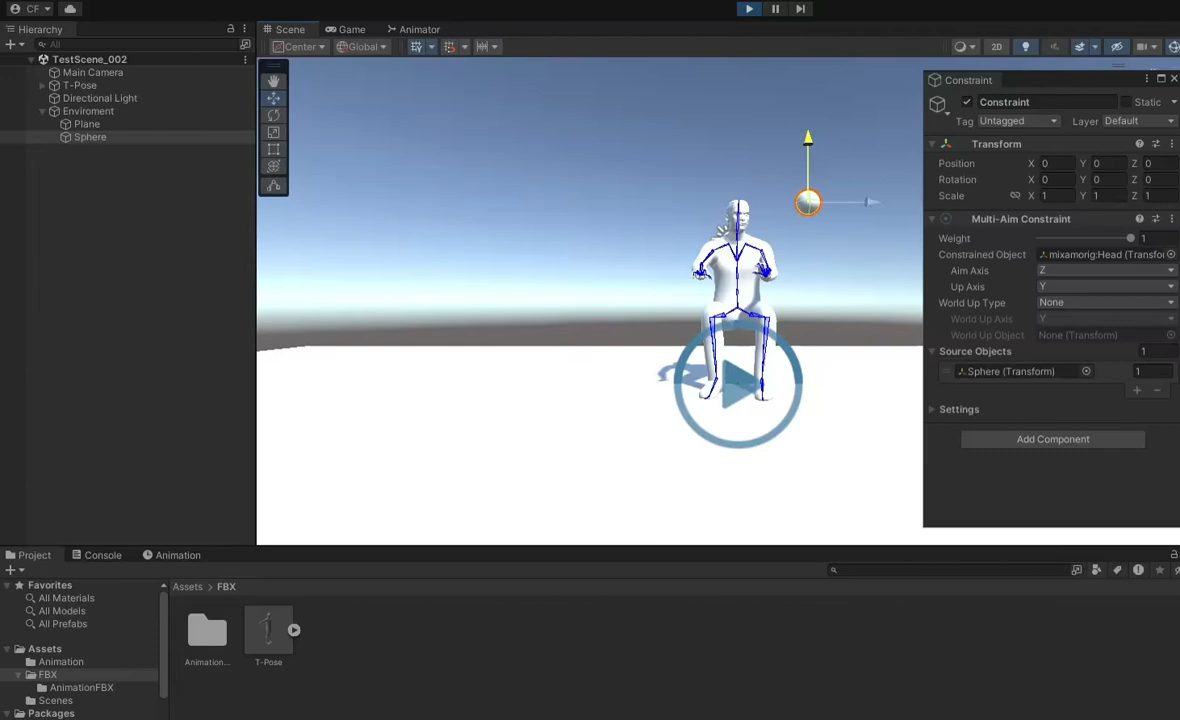 CF
Hierarchy
Scene
Game
Animator
All
Center
Global
2D
TestScene_002
Main Camera
T-Pose
Directional Light
Enviroment
Plane
Sphere
Constraint
Constraint
Static
Tag Untagged
Layer Default
Transform
Position X 0 Y 0 Z 0
Rotation X 0 Y 0 Z 0
Scale X 1 Y 1 Z 1
Multi-Aim Constraint
Weight 1
Constrained Object mixamorig:Head (Transfor
Aim Axis Z
Up Axis Y
World Up Type None
World Up Axis Y
World Up Object None (Transform)
Source Objects 1
Sphere (Transform) 1
Settings
Add Component
Project
Console
Animation
Favorites
All Materials
All Models
All Prefabs
Assets
Animation
FBX
AnimationFBX
Scenes
Packages
Assets > FBX
Animation...
T-Pose